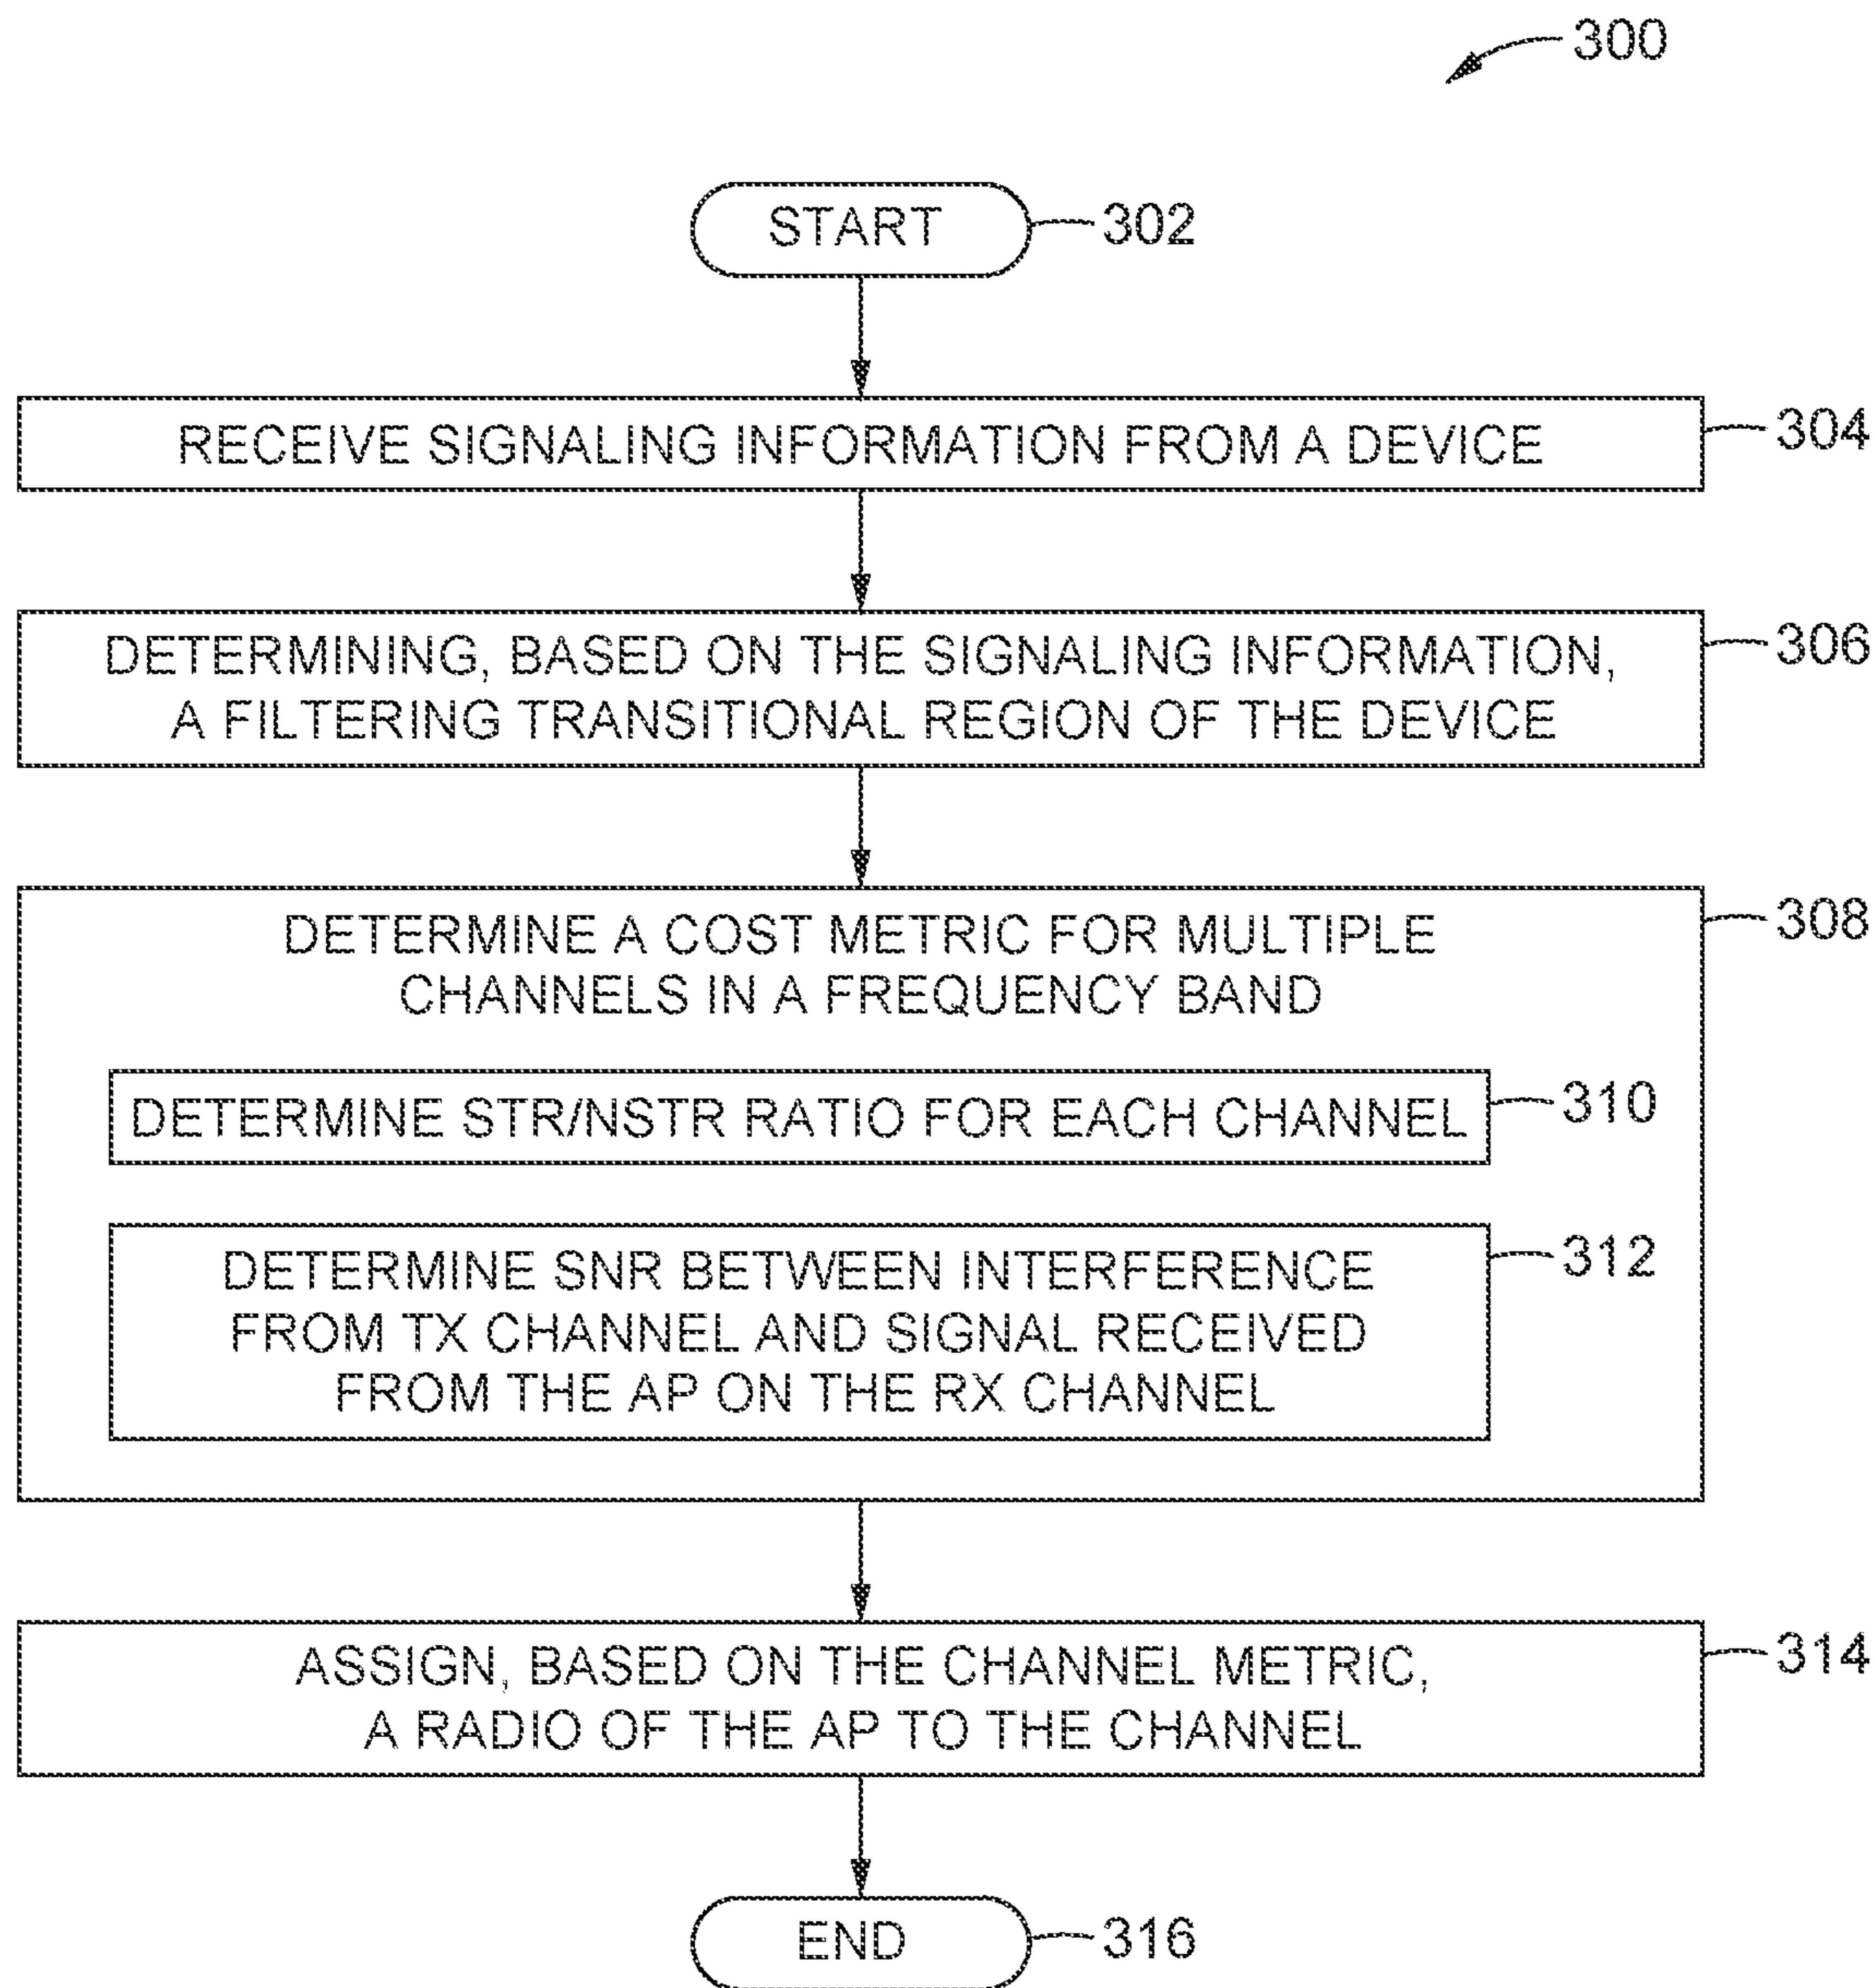 300
START
302
RECEIVE SIGNALING INFORMATION FROM A DEVICE
304
DETERMINING, BASED ON THE SIGNALING INFORMATION,
A FILTERING TRANSITIONAL REGION OF THE DEVICE
306
DETERMINE A COST METRIC FOR MULTIPLE
CHANNELS IN A FREQUENCY BAND
308
DETERMINE STR/NSTR RATIO FOR EACH CHANNEL
310
DETERMINE SNR BETWEEN INTERFERENCE
FROM TX CHANNEL AND SIGNAL RECEIVED
FROM THE AP ON THE RX CHANNEL
312
ASSIGN, BASED ON THE CHANNEL METRIC,
A RADIO OF THE AP TO THE CHANNEL
314
END
316